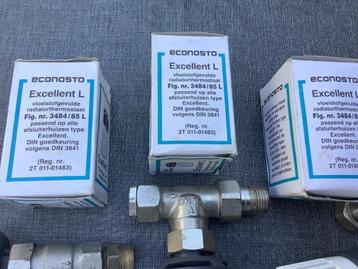 econosto
Excellent L
vloeistofgevulde
radiatorthermostaat
Fig. nr. 3484/85 L
passend op alle
afsluiterhuizen type
Excellent.
DIN goedkeuring
volgens DIN 3841
(Reg. nr.
2T 011-01483)
econosto
Excellent L
vloeistofgevulde
radiatorthermostaat
Fig. nr. 3484/85 L
passend op alle
afsluiterhuizen type
Excellent.
DIN goedkeuring
volgens DIN 3841
(Reg. nr.
2T 011-01483)
econosto
Excellent L
vloeistofgevulde
radiatorthermostaat
Fig. nr. 3484/85 L
passend op alle
afsluiterhuizen type
Excellent.
DIN goedkeuring
volgens DIN 3841
(Reg. nr.
2T 011-01483)